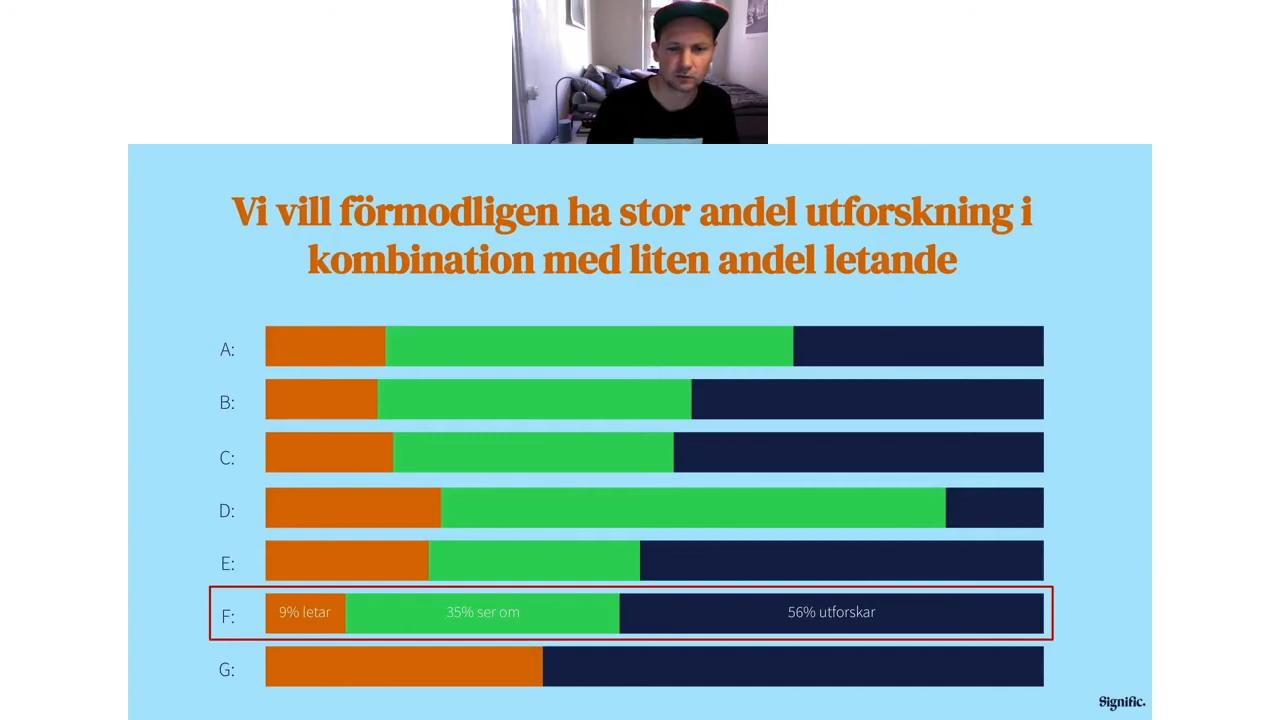 Vi vill förmodligen ha stor andel utforskning i
kombination med liten andel letande
A:
B:
C:
D:
E:
F: 9% letar 35% ser om 56% utforskar
G:
Signific.